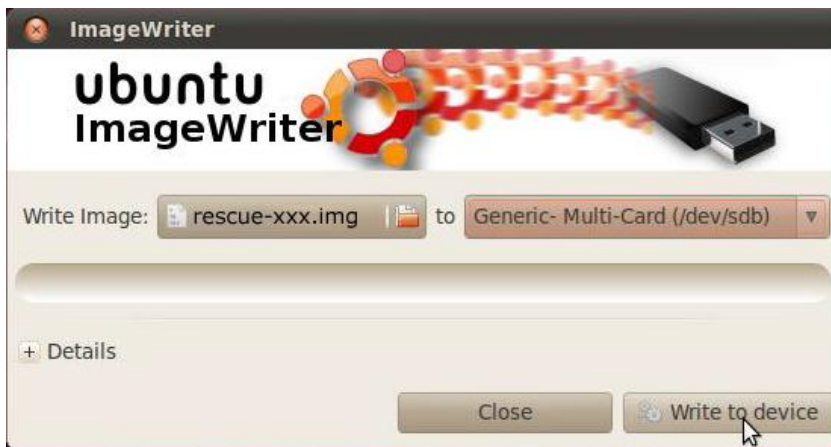 ImageWriter
ubuntu
ImageWriter
Write Image: rescue-xxx.img to Generic- Multi-Card (/dev/sdb)
+ Details
Close Write to device